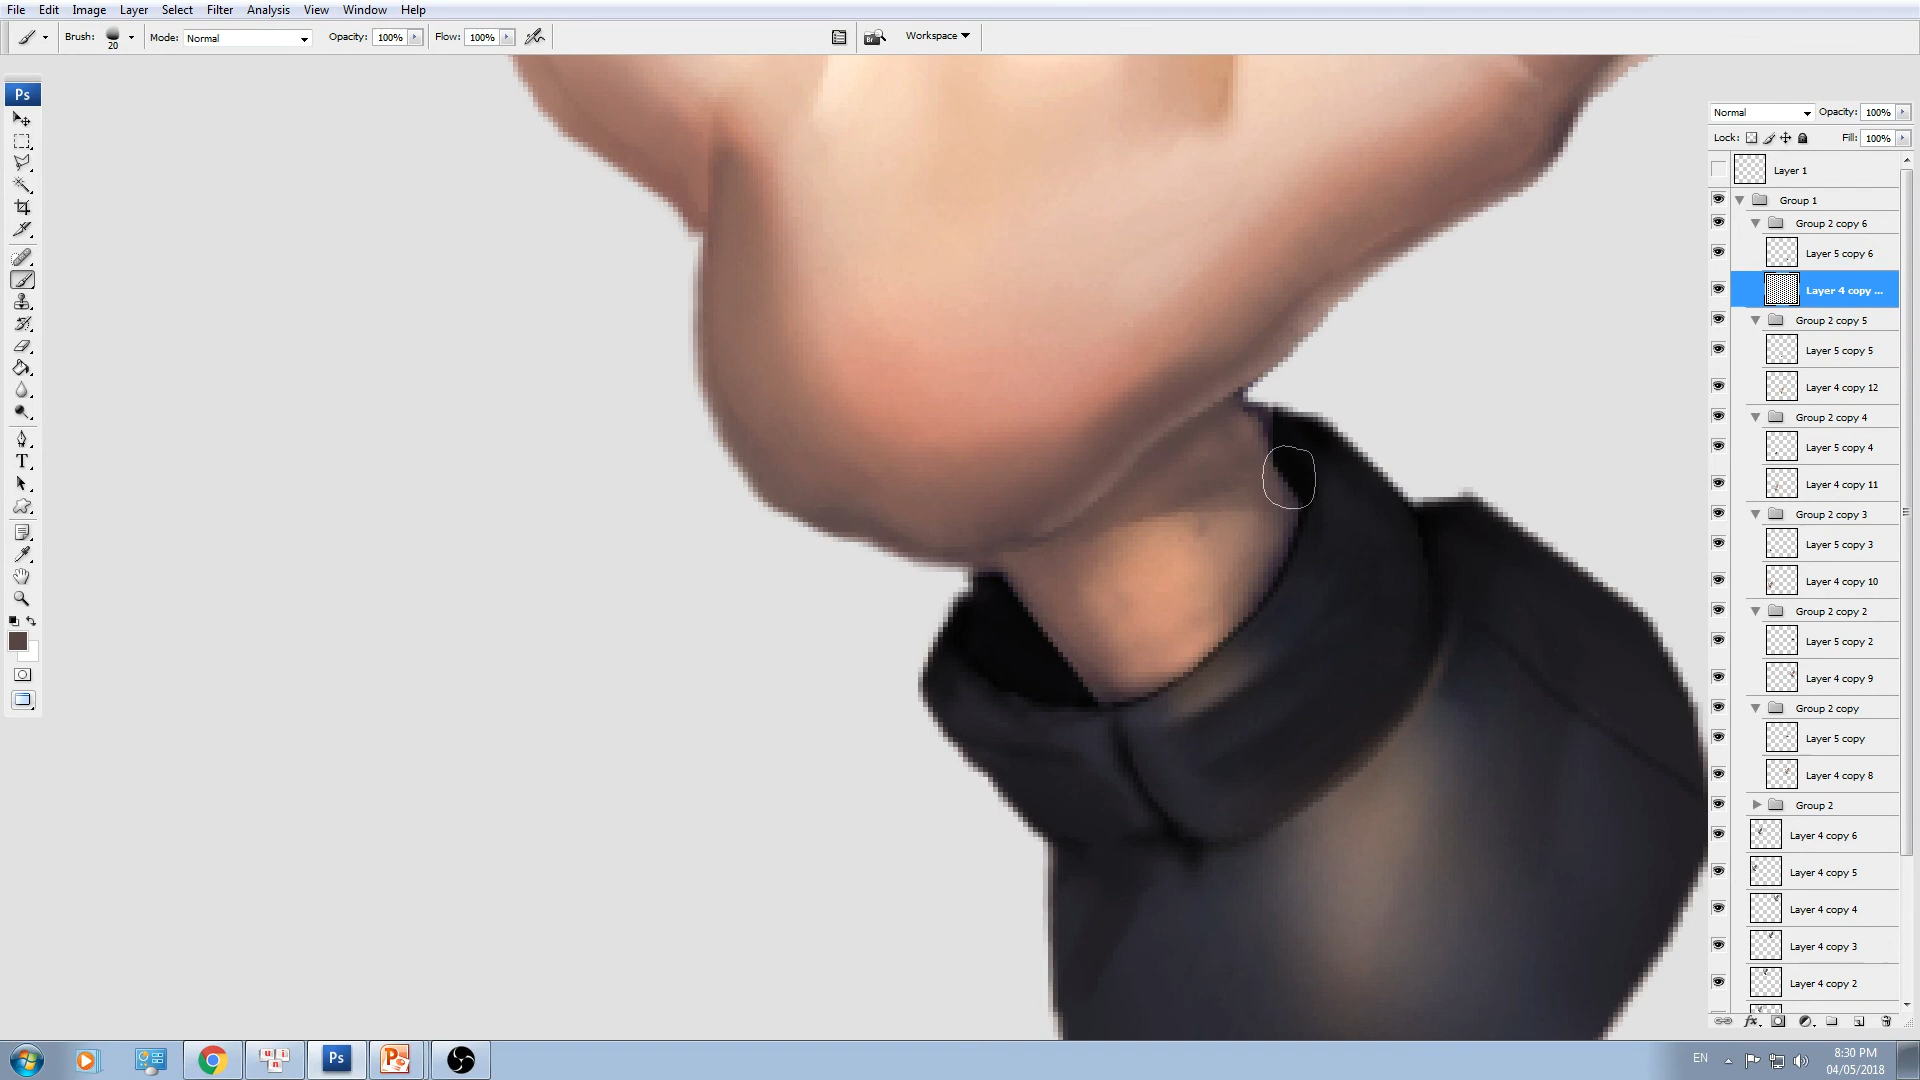 File Edit Image Layer Select Filter Analysis View Window Help
Brush: 20 Mode: Normal Opacity: 100% Flow: 100% Workspace
Ps
Normal Opacity: 100%
Lock: Fill: 100%
Layer 1
Group 1
Group 2 copy 6
Layer 5 copy 6
Layer 4 copy ...
Group 2 copy 5
Layer 5 copy 5
Layer 4 copy 12
Group 2 copy 4
Layer 5 copy 4
Layer 4 copy 11
Group 2 copy 3
Layer 5 copy 3
Layer 4 copy 10
Group 2 copy 2
Layer 5 copy 2
Layer 4 copy 9
Group 2 copy
Layer 5 copy
Layer 4 copy 8
Group 2
Layer 4 copy 6
Layer 4 copy 5
Layer 4 copy 4
Layer 4 copy 3
Layer 4 copy 2
Ps
EN
8:30 PM
04/05/2018